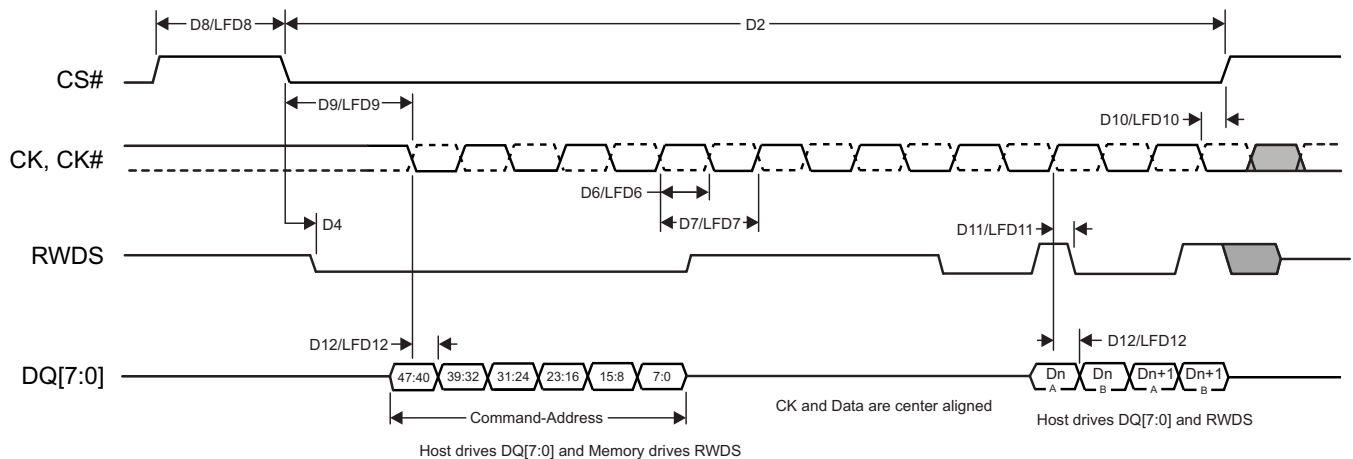 D8/LFD8
D2
CS#
D9/LFD9
D10/LFD10
CK, CK#
D6/LFD6
D4
D7/LFD7
D11/LFD11
RWDS
D12/LFD12
D12/LFD12
DQ[7:0]
47:40 39:32 31:24 23:16 15:8 7:0
Dn A Dn B Dn+1 A Dn+1 B
Command-Address
CK and Data are center aligned
Host drives DQ[7:0] and RWDS
Host drives DQ[7:0] and Memory drives RWDS